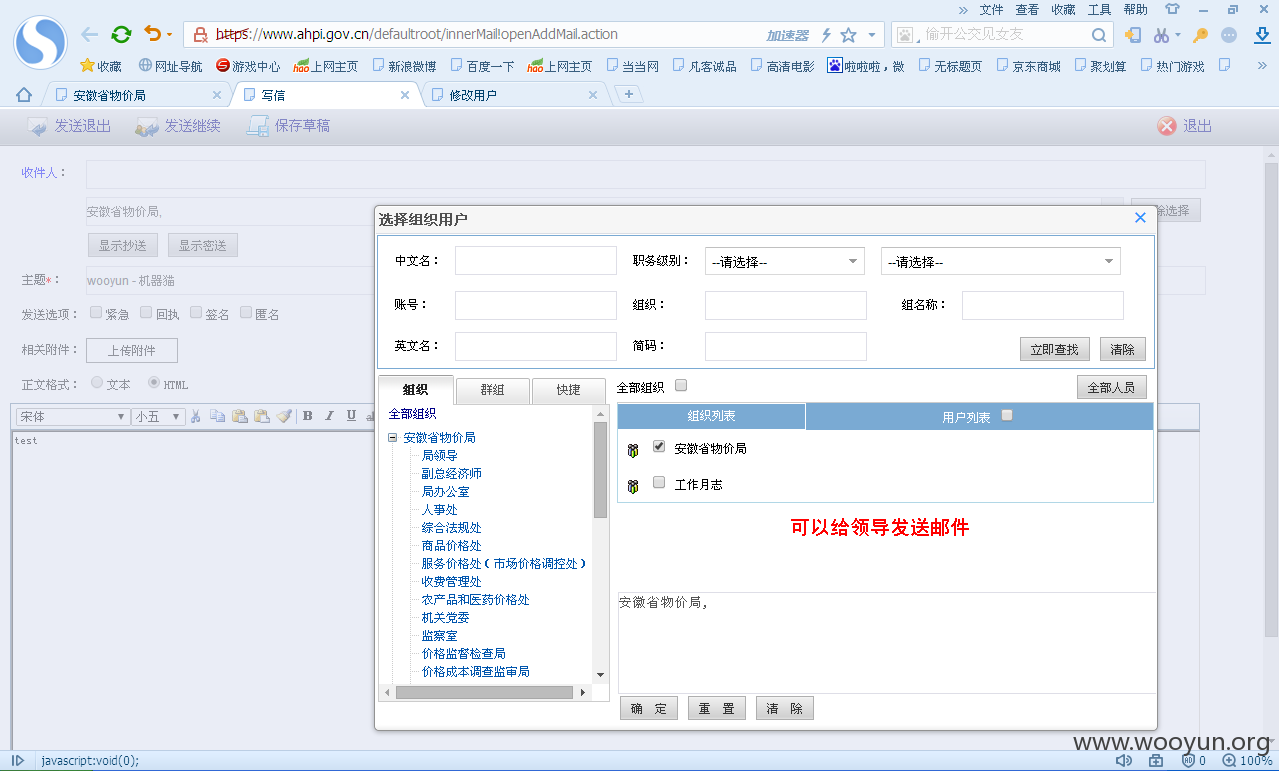 » 文件 查看 收藏 工具 帮助
https://www.ahpi.gov.cn/defaultroot/innerMail!openAddMail.action 加速器 偷开公交见女友
收藏 网址导航 游戏中心 hao上网主页 新浪微博 百度一下 hao上网主页 当当网 凡客诚品 高清电影 啦啦啦，微 无标题页 京东商城 聚划算 热门游戏 »
安徽省物价局 写信 修改用户
发送退出 发送继续 保存草稿 退出
收件人：
安徽省物价局,
除选择
显示抄送 显示密送
主题*： wooyun - 机器猫
发送选项： 紧急 回执 签名 匿名
相关附件： 上传附件
正文格式： 文本 HTML
宋体 小五 B I U ab
test
选择组织用户
中文名： 职务级别： --请选择-- --请选择--
账号： 组织： 组名称：
英文名： 简码： 立即查找 清除
组织 群组 快捷 全部组织 全部人员
全部组织
组织列表 用户列表
安徽省物价局
局领导
副总经济师
局办公室
人事处
综合法规处
商品价格处
服务价格处（市场价格调控处）
收费管理处
农产品和医药价格处
机关党委
监察室
价格监督检查局
价格成本调查监审局
安徽省物价局
工作月志
可以给领导发送邮件
安徽省物价局,
确 定 重 置 清 除
www.wooyun.org
javascript:void(0); 0 100%